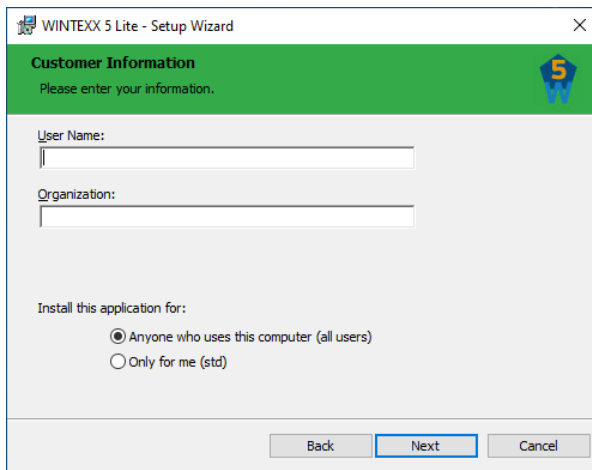 WINTEXX 5 Lite - Setup Wizard
Customer Information
Please enter your information.
5
W
User Name:
Organization:
Install this application for:
Anyone who uses this computer (all users)
Only for me (std)
Back Next Cancel